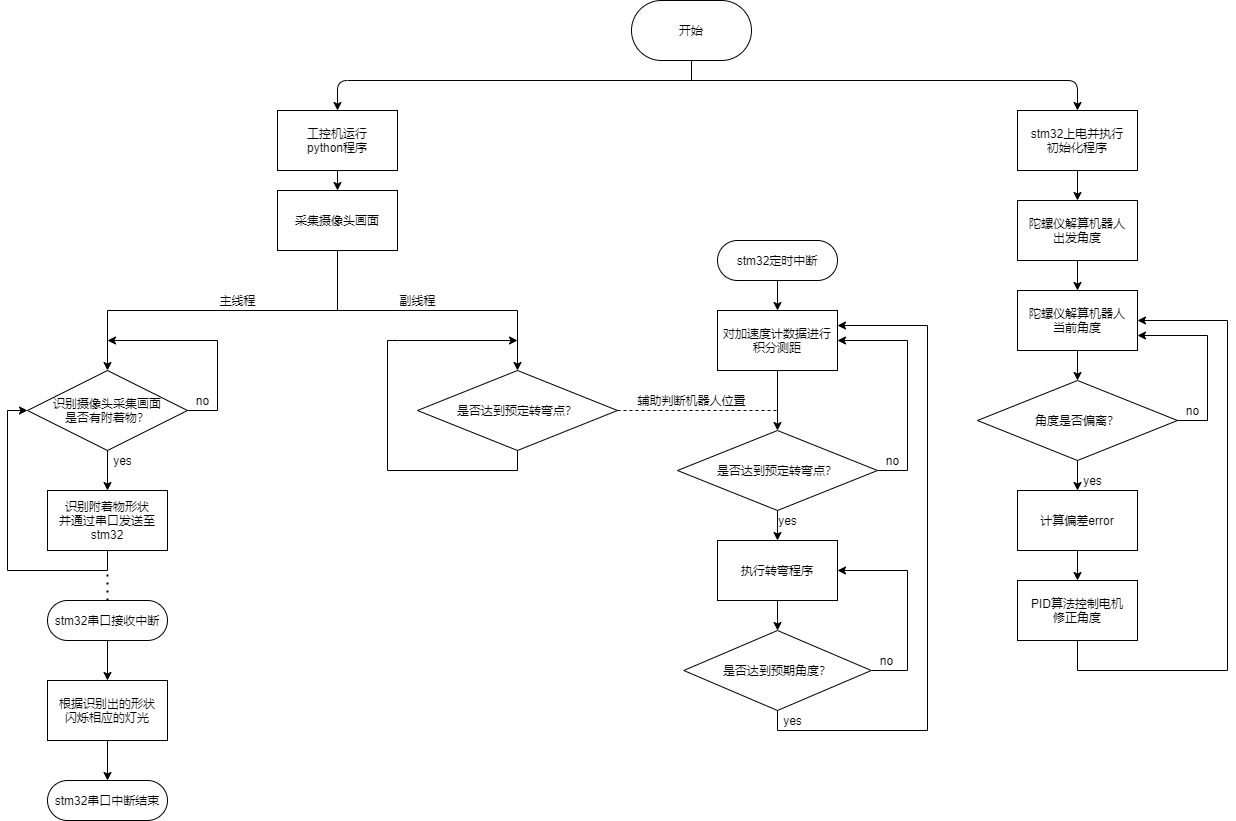 开始
工控机运行
python程序
采集摄像头画面
主线程
副线程
识别摄像头采集画面
是否有附着物？
no
yes
识别附着物形状
并通过串口发送至
stm32
stm32串口接收中断
根据识别出的形状
闪烁相应的灯光
stm32串口中断结束
是否达到预定转弯点？
辅助判断机器人位置
stm32定时中断
对加速度计数据进行
积分测距
是否达到预定转弯点？
no
yes
执行转弯程序
是否达到预期角度？
no
yes
stm32上电并执行
初始化程序
陀螺仪解算机器人
出发角度
陀螺仪解算机器人
当前角度
角度是否偏离？
no
yes
计算偏差error
PID算法控制电机
修正角度